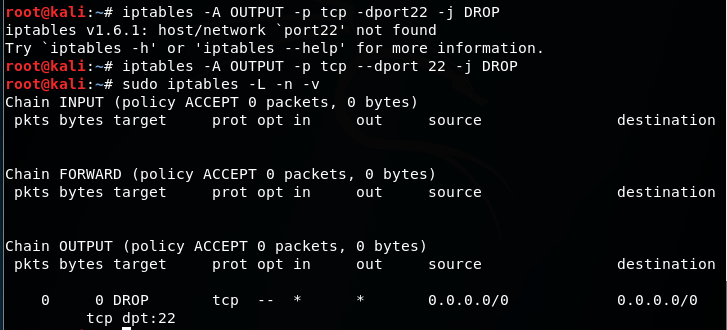 root@kali:~# iptables -A OUTPUT -p tcp -dport22 -j DROP
iptables v1.6.1: host/network `port22' not found
Try `iptables -h' or 'iptables --help' for more information.
root@kali:~# iptables -A OUTPUT -p tcp --dport 22 -j DROP
root@kali:~# sudo iptables -L -n -v
Chain INPUT (policy ACCEPT 0 packets, 0 bytes)
 pkts bytes target     prot opt in     out     source               destination

Chain FORWARD (policy ACCEPT 0 packets, 0 bytes)
 pkts bytes target     prot opt in     out     source               destination

Chain OUTPUT (policy ACCEPT 0 packets, 0 bytes)
 pkts bytes target     prot opt in     out     source               destination

    0     0 DROP       tcp  --  *      *       0.0.0.0/0            0.0.0.0/0
         tcp dpt:22